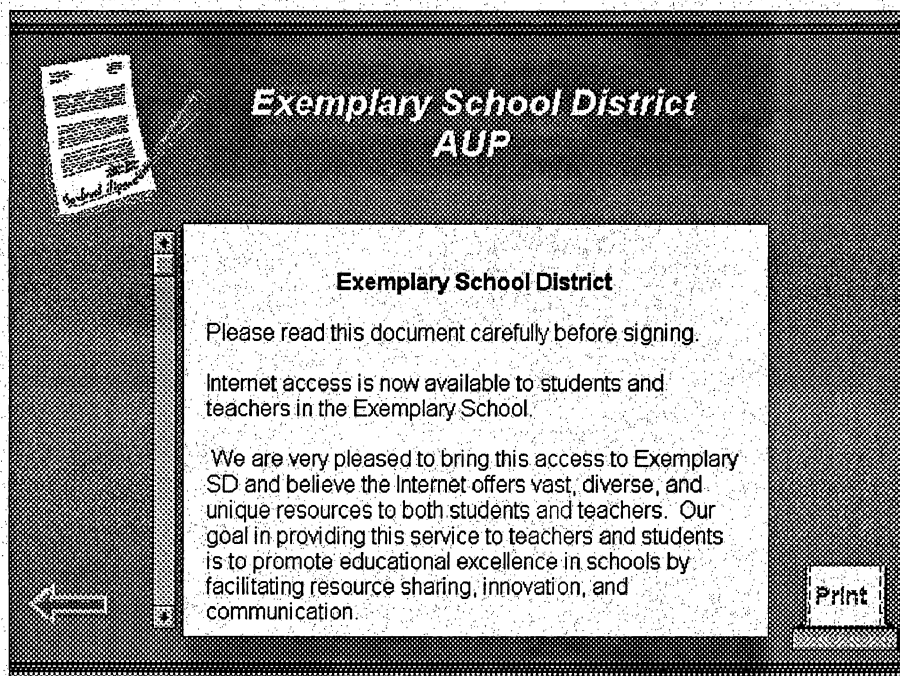 Exemplary School District
AUP
Exemplary School District
Please read this document carefully before signing.
Internet access is now available to students and
teachers in the Exemplary School.
We are very pleased to bring this access to Exemplary
SD and believe the Internet offers vast, diverse, and
unique resources to both students and teachers. Our
goal in providing this service to teachers and students
is to promote educational excellence in schools by
facilitating resource sharing, innovation, and
communication.
Print